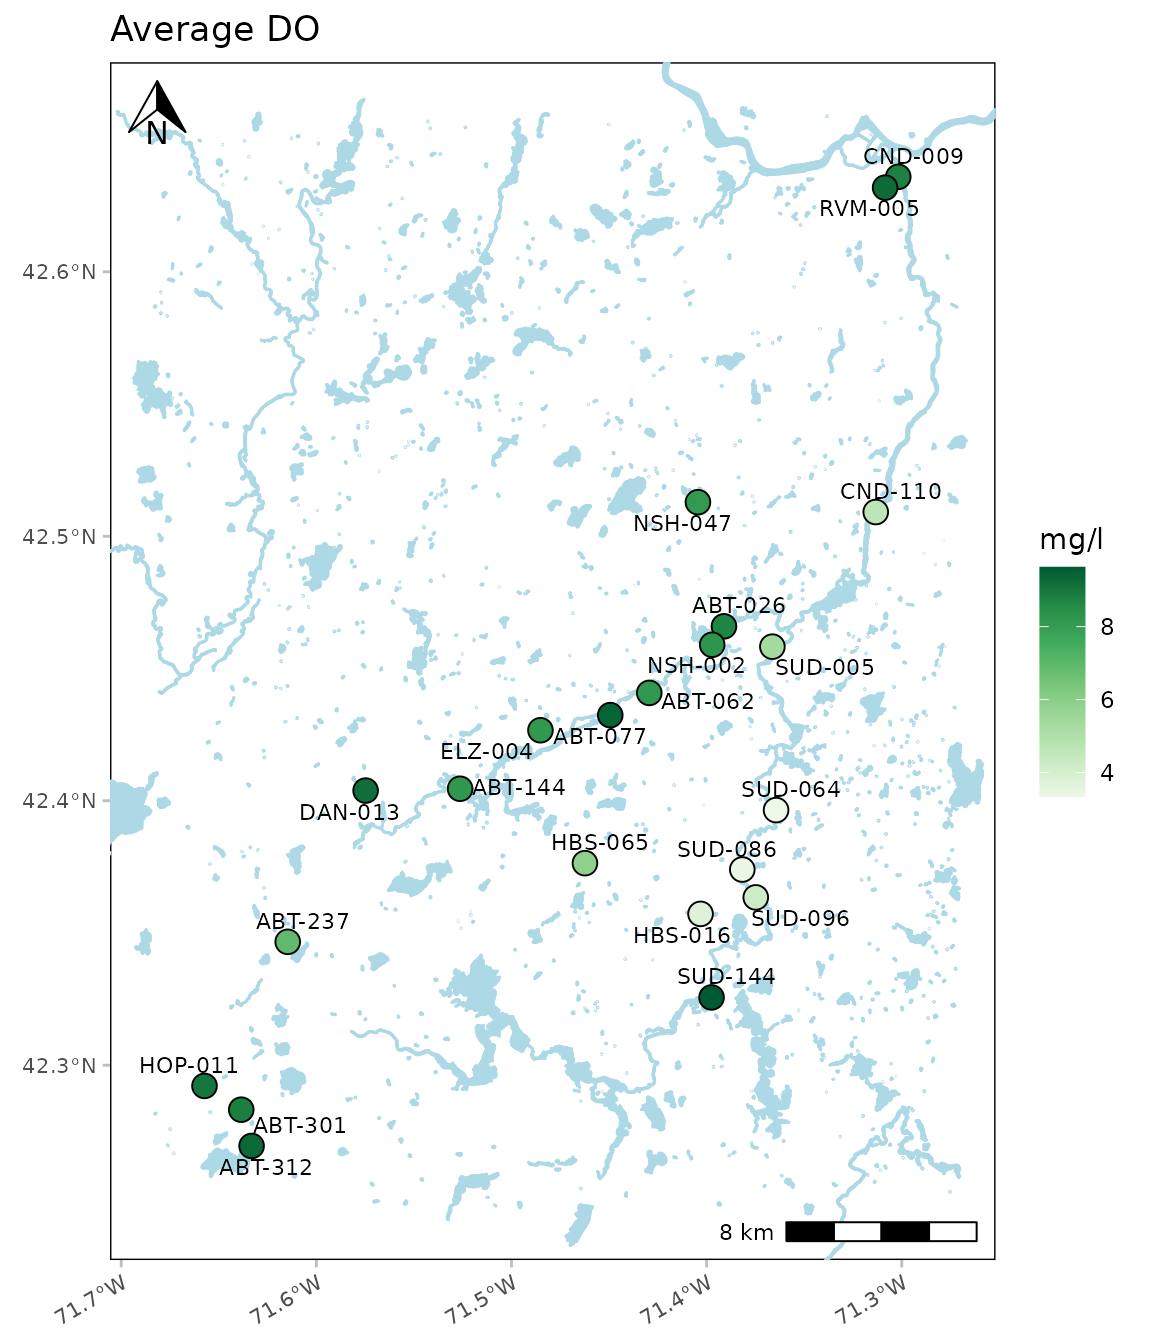 Average DO
N
CND-009
RVM-005
42.6°N
CND-110
NSH-047
42.5°N
mg/l
ABT-026
8
NSH-002
SUD-005
ABT-062
6
ABT-077
ELZ-004
4
SUD-064
ABT-144
42.4°N
DAN-013
HBS-065
SUD-086
SUD-096
ABT-237
HBS-016
SUD-144
HOP-011
42.3°N
ABT-301
ABT-312
8 km
71.7°W
71.6°W
71.5°W
71.4°W
71.3°W